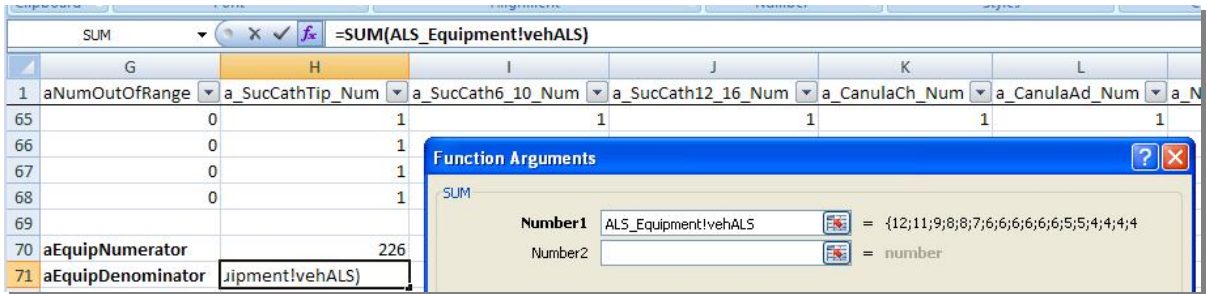 SUM =SUM(ALS_Equipment!vehALS)
G H I J K L
1 aNumOutOfRange a_SucCathTip_Num a_SucCath6_10_Num a_SucCath12_16_Num a_CanulaCh_Num a_CanulaAd_Num a_N
65 0 1 1 1 1 1
66 0 1
67 0 1
68 0 1
69
70 aEquipNumerator 226
71 aEquipDenominator uipment!vehALS)
Function Arguments
SUM
Number1 ALS_Equipment!vehALS = {12;11;9;8;8;7;6;6;6;6;6;6;5;5;4;4;4;4
Number2 = number